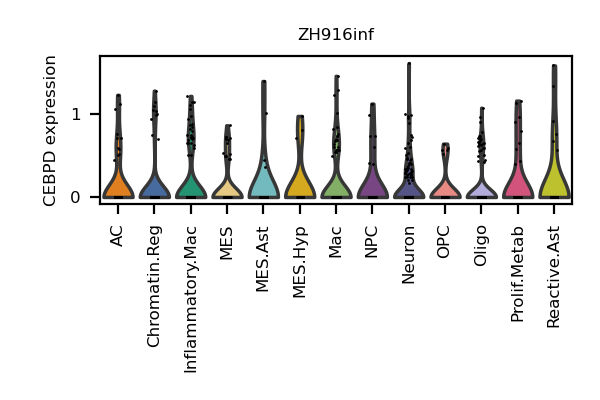 ZH916inf
CEBPD expression
1
0
AC
Chromatin.Reg
Inflammatory.Mac
MES
MES.Ast
MES.Hyp
Mac
NPC
Neuron
OPC
Oligo
Prolif.Metab
Reactive.Ast